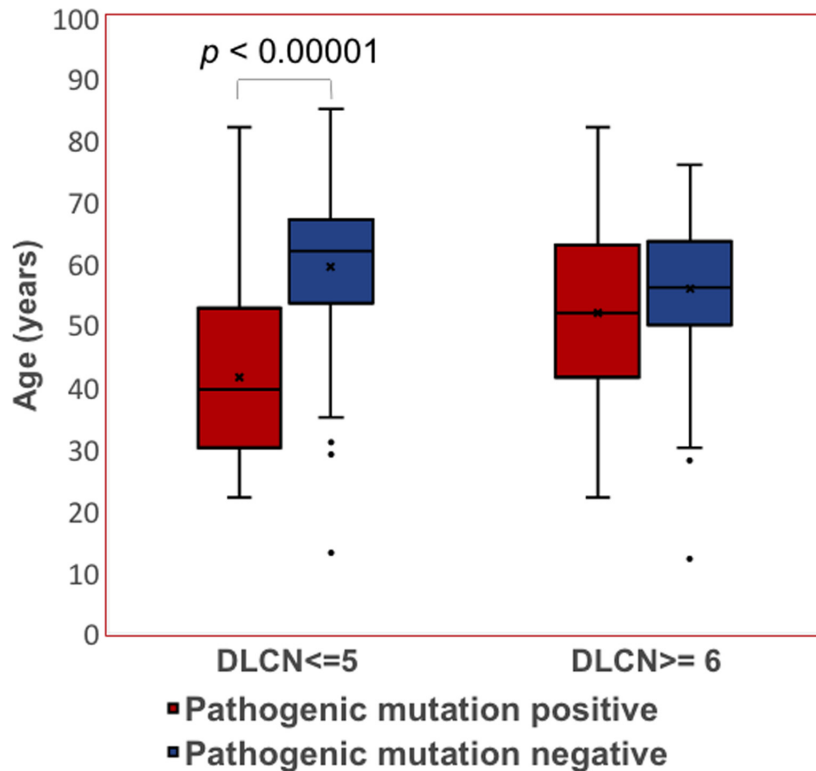 100
p < 0.00001
90
80
70
60
50
40
30
20
10
0
Age (years)
DLCN<=5 DLCN>= 6
Pathogenic mutation positive
Pathogenic mutation negative